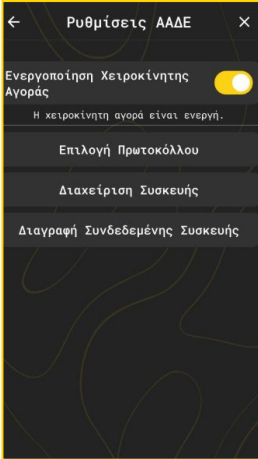 Ρυθμίσεις ΑΑΔΕ
Ενεργοποίηση Χειροκίνητης
Αγοράς
Η χειροκίνητη αγορά είναι ενεργή.
Επιλογή Πρωτοκόλλου
Διαχείριση Συσκευής
Διαγραφή Συνδεδεμένης Συσκευής